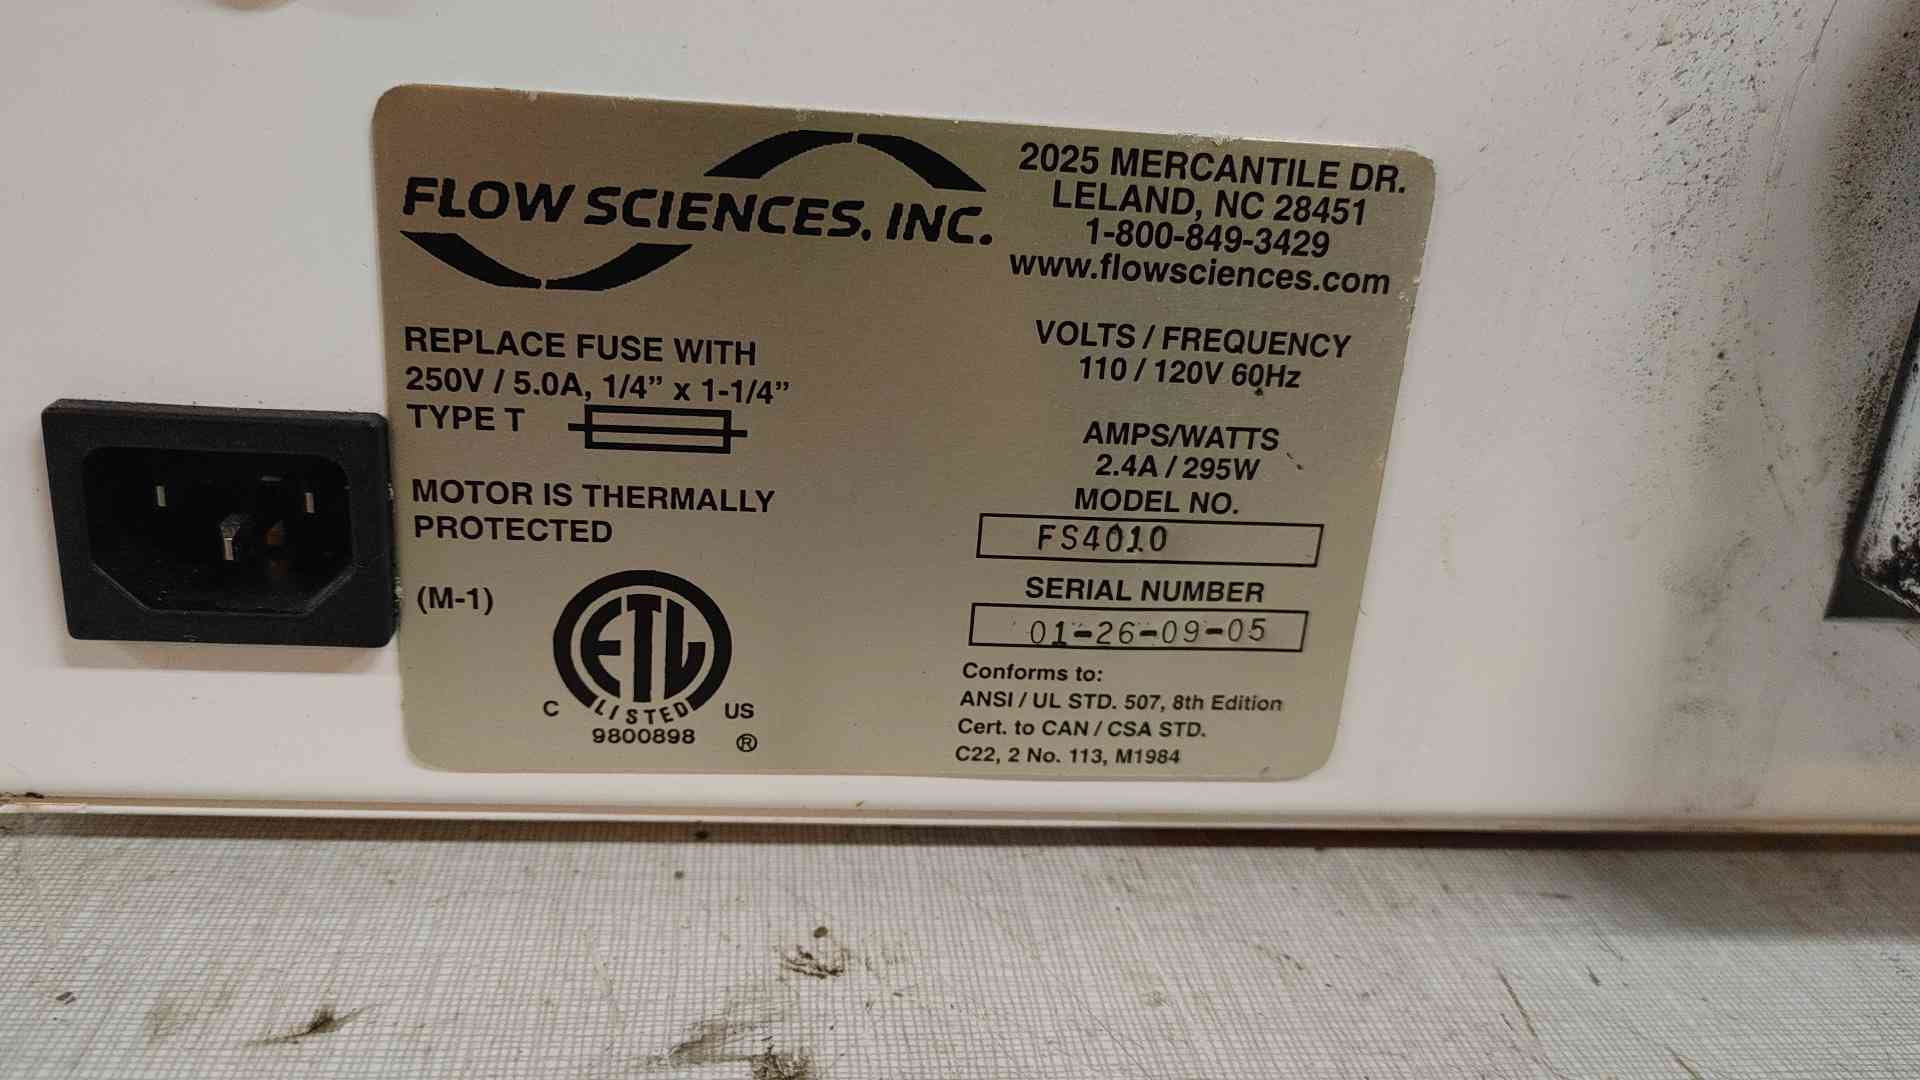 FLOW SCIENCES, INC.
2025 MERCANTILE DR.
LELAND, NC 28451
1-800-849-3429
www.flowsciences.com
REPLACE FUSE WITH
250V / 5.0A, 1/4" x 1-1/4"
TYPE T
MOTOR IS THERMALLY
PROTECTED
(M-1)
ETL
LISTED
C US
9800898 ®
VOLTS / FREQUENCY
110 / 120V 60Hz
AMPS/WATTS
2.4A / 295W
MODEL NO.
FS4010
SERIAL NUMBER
01-26-09-05
Conforms to:
ANSI / UL STD. 507, 8th Edition
Cert. to CAN / CSA STD.
C22, 2 No. 113, M1984